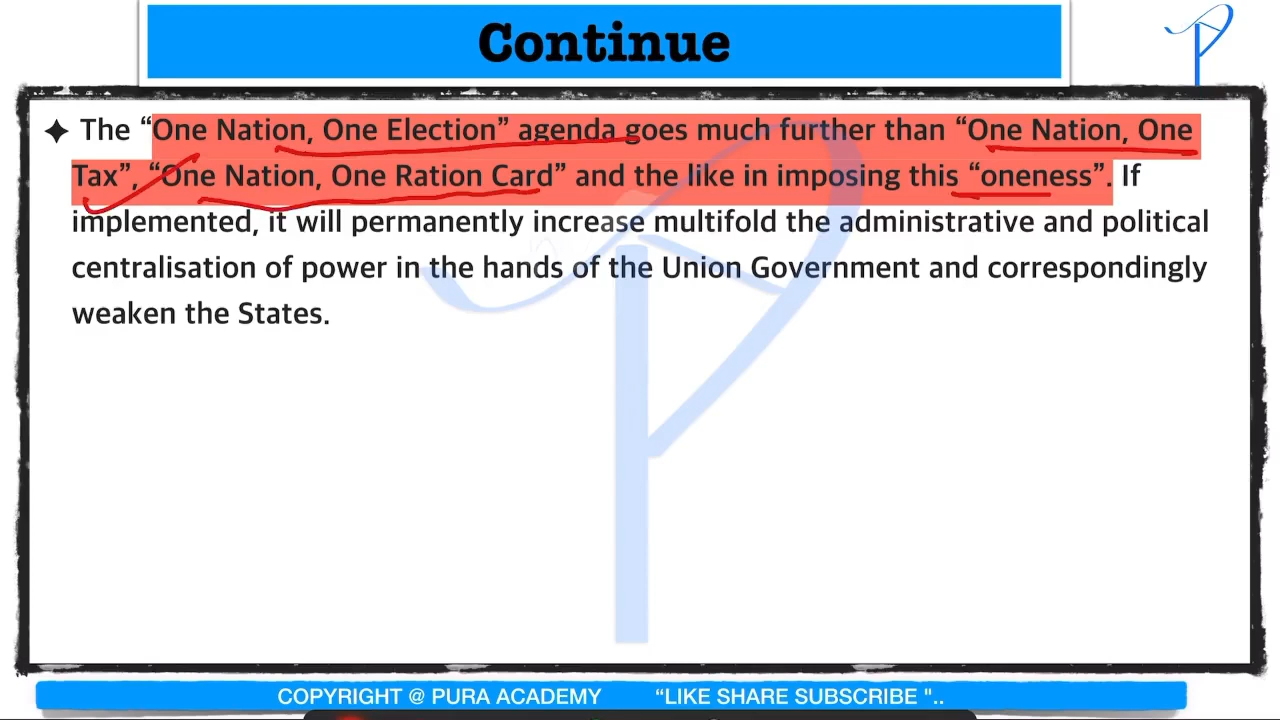 Continue
✦ The “One Nation, One Election” agenda goes much further than “One Nation, One
Tax”, “One Nation, One Ration Card” and the like in imposing this “oneness”. If
implemented, it will permanently increase multifold the administrative and political
centralisation of power in the hands of the Union Government and correspondingly
weaken the States.
COPYRIGHT @ PURA ACADEMY “LIKE SHARE SUBSCRIBE "..